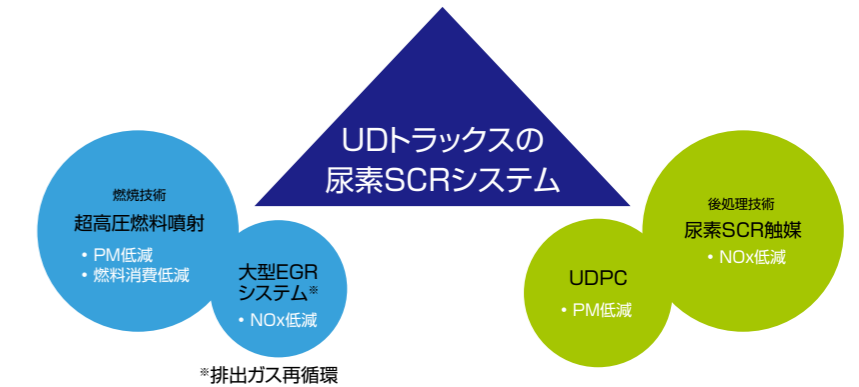 UDトラックスの
尿素SCRシステム
燃焼技術
超高圧燃料噴射
・PM低減
・燃料消費低減
大型EGR
システム※
・NOx低減
※排出ガス再循環
後処理技術
尿素SCR触媒
・NOx低減
UDPC
・PM低減